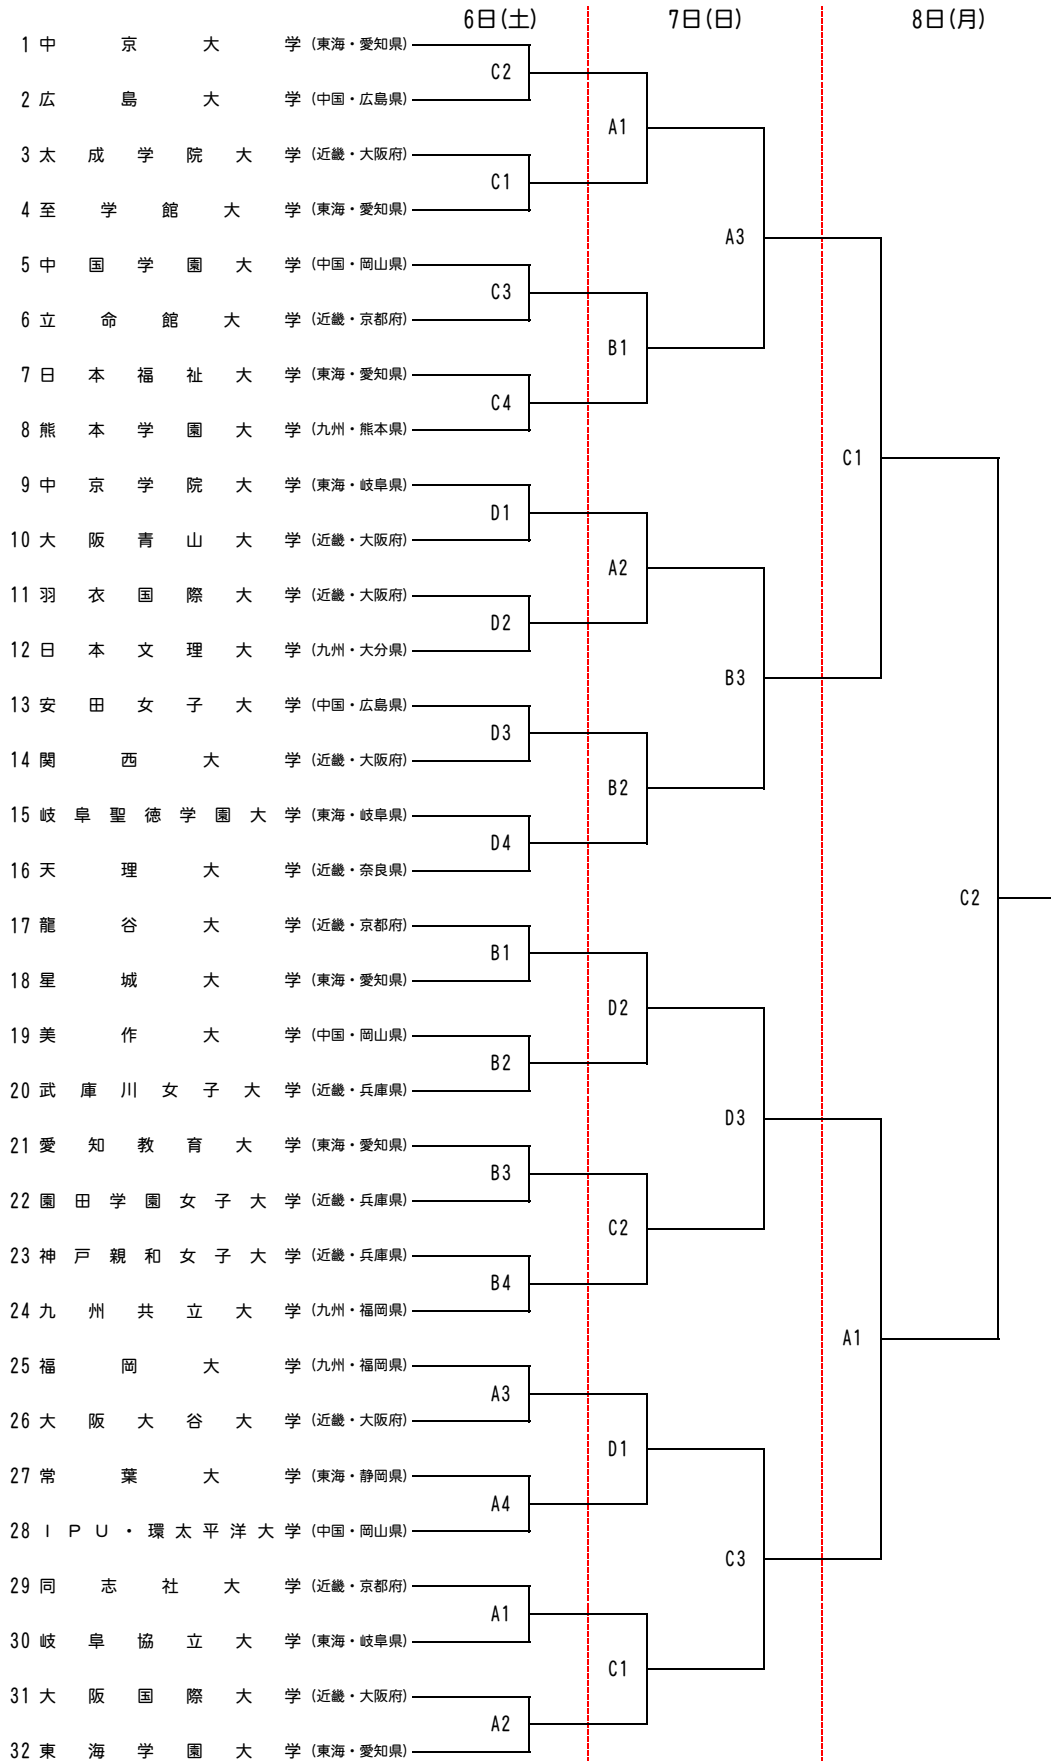 6日(土) 7日(日) 8日(月)
1 中京大学 (東海・愛知県)
C2
2 広島大学 (中国・広島県)
A1
3 太成学院大学 (近畿・大阪府)
C1
4 至学館大学 (東海・愛知県)
A3
5 中国学園大学 (中国・岡山県)
C3
6 立命館大学 (近畿・京都府)
B1
7 日本福祉大学 (東海・愛知県)
C4
8 熊本学園大学 (九州・熊本県)
C1
9 中京学院大学 (東海・岐阜県)
D1
10 大阪青山大学 (近畿・大阪府)
A2
11 羽衣国際大学 (近畿・大阪府)
D2
12 日本文理大学 (九州・大分県)
B3
13 安田女子大学 (中国・広島県)
D3
14 関西大学 (近畿・大阪府)
B2
15 岐阜聖徳学園大学 (東海・岐阜県)
D4
16 天理大学 (近畿・奈良県)
C2
17 龍谷大学 (近畿・京都府)
B1
18 星城大学 (東海・愛知県)
D2
19 美作大学 (中国・岡山県)
B2
20 武庫川女子大学 (近畿・兵庫県)
D3
21 愛知教育大学 (東海・愛知県)
B3
22 園田学園女子大学 (近畿・兵庫県)
C2
23 神戸親和女子大学 (近畿・兵庫県)
B4
24 九州共立大学 (九州・福岡県)
A1
25 福岡大学 (九州・福岡県)
A3
26 大阪大谷大学 (近畿・大阪府)
D1
27 常葉大学 (東海・静岡県)
A4
28 IPU・環太平洋大学 (中国・岡山県)
C3
29 同志社大学 (近畿・京都府)
A1
30 岐阜協立大学 (東海・岐阜県)
C1
31 大阪国際大学 (近畿・大阪府)
A2
32 東海学園大学 (東海・愛知県)